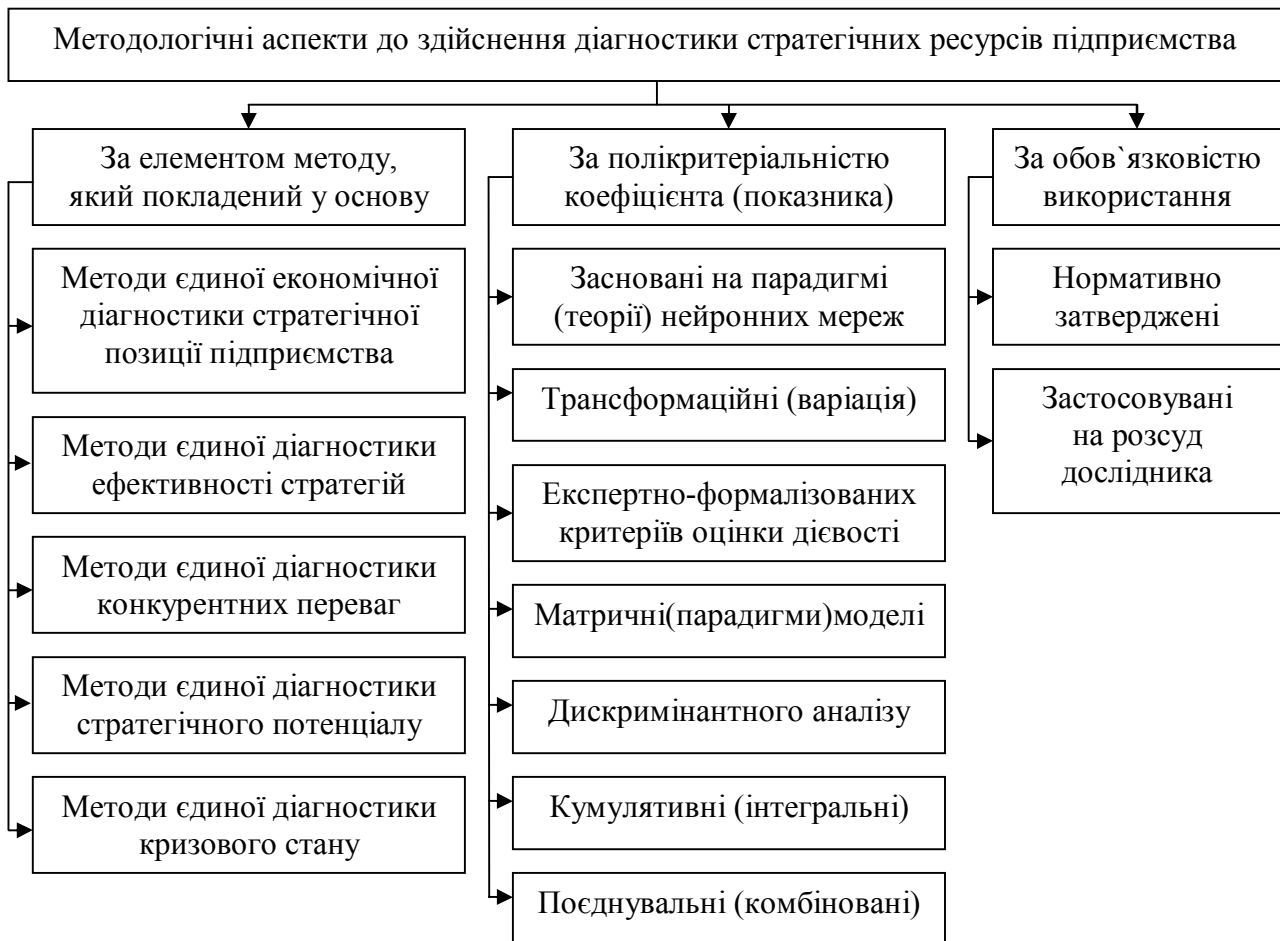 Методологічні аспекти до здійснення діагностики стратегічних ресурсів підприємства
За елементом методу,
який покладений у основу
Методи єдиної економічної
діагностики стратегічної
позиції підприємства
Методи єдиної діагностики
ефективності стратегій
Методи єдиної діагностики
конкурентних переваг
Методи єдиної діагностики
стратегічного потенціалу
Методи єдиної діагностики
кризового стану
За полікритеріальністю
коефіцієнта (показника)
Засновані на парадигмі
(теорії) нейронних мереж
Трансформаційні (варіація)
Експертно-формалізованих
критеріїв оцінки дієвості
Матричні(парадигми)моделі
Дискримінантного аналізу
Кумулятивні (інтегральні)
Поєднувальні (комбіновані)
За обов`язковістю
використання
Нормативно
затверджені
Застосовувані
на розсуд
дослідника